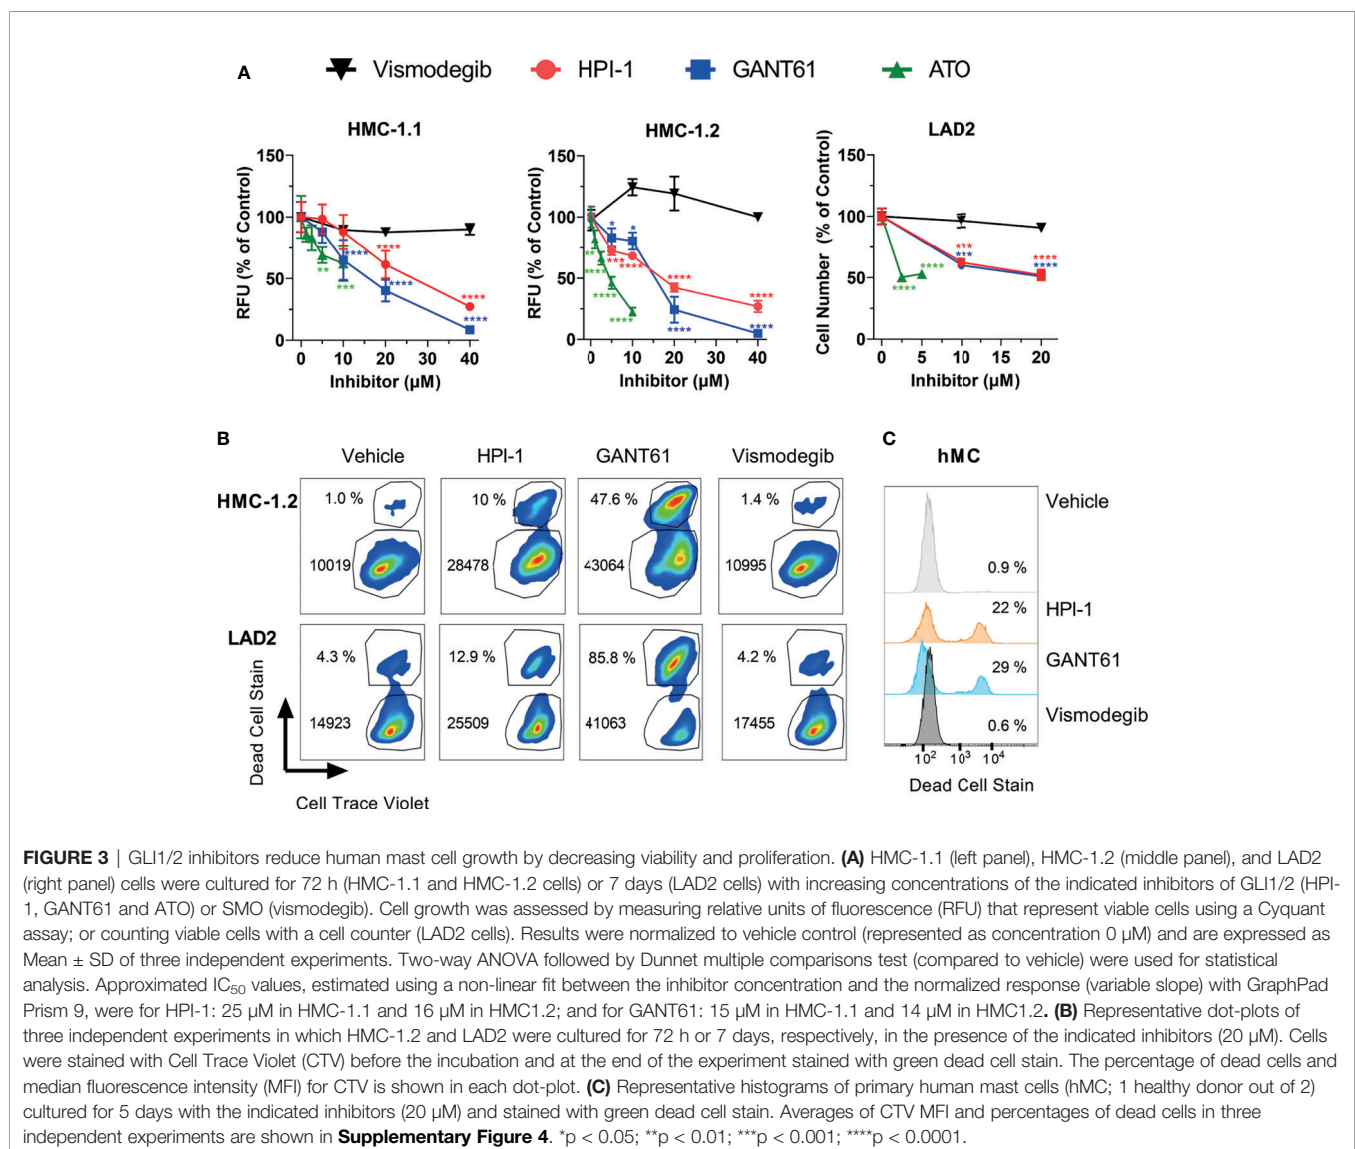 A
Vismodegib HPI-1 GANT61 ATO
HMC-1.1 HMC-1.2 LAD2
RFU (% of Control)
150
100
50
0
0 10 20 30 40
Inhibitor (µM)
**
***
****
****
****
****
****
RFU (% of Control)
150
100
50
0
0 10 20 30 40
Inhibitor (µM)
*
*
**
***
****
****
****
****
****
****
****
****
Cell Number (% of Control)
150
100
50
0
0 5 10 15 20
Inhibitor (µM)
***
***
****
****
****
****
B
Vehicle HPI-1 GANT61 Vismodegib
HMC-1.2
1.0 % 10 % 47.6 % 1.4 %
10019 28478 43064 10995
LAD2
4.3 % 12.9 % 85.8 % 4.2 %
14923 25509 41063 17455
Dead Cell Stain
Cell Trace Violet
C
hMC
Vehicle
0.9 %
HPI-1
22 %
GANT61
29 %
Vismodegib
0.6 %
10² 10³ 10⁴
Dead Cell Stain
FIGURE 3 | GLI1/2 inhibitors reduce human mast cell growth by decreasing viability and proliferation. (A) HMC-1.1 (left panel), HMC-1.2 (middle panel), and LAD2
(right panel) cells were cultured for 72 h (HMC-1.1 and HMC-1.2 cells) or 7 days (LAD2 cells) with increasing concentrations of the indicated inhibitors of GLI1/2 (HPI-
1, GANT61 and ATO) or SMO (vismodegib). Cell growth was assessed by measuring relative units of fluorescence (RFU) that represent viable cells using a Cyquant
assay; or counting viable cells with a cell counter (LAD2 cells). Results were normalized to vehicle control (represented as concentration 0 µM) and are expressed as
Mean ± SD of three independent experiments. Two-way ANOVA followed by Dunnet multiple comparisons test (compared to vehicle) were used for statistical
analysis. Approximated IC₅₀ values, estimated using a non-linear fit between the inhibitor concentration and the normalized response (variable slope) with GraphPad
Prism 9, were for HPI-1: 25 µM in HMC-1.1 and 16 µM in HMC1.2; and for GANT61: 15 µM in HMC-1.1 and 14 µM in HMC1.2. (B) Representative dot-plots of
three independent experiments in which HMC-1.2 and LAD2 were cultured for 72 h or 7 days, respectively, in the presence of the indicated inhibitors (20 µM). Cells
were stained with Cell Trace Violet (CTV) before the incubation and at the end of the experiment stained with green dead cell stain. The percentage of dead cells and
median fluorescence intensity (MFI) for CTV is shown in each dot-plot. (C) Representative histograms of primary human mast cells (hMC; 1 healthy donor out of 2)
cultured for 5 days with the indicated inhibitors (20 µM) and stained with green dead cell stain. Averages of CTV MFI and percentages of dead cells in three
independent experiments are shown in Supplementary Figure 4. *p < 0.05; **p < 0.01; ***p < 0.001; ****p < 0.0001.